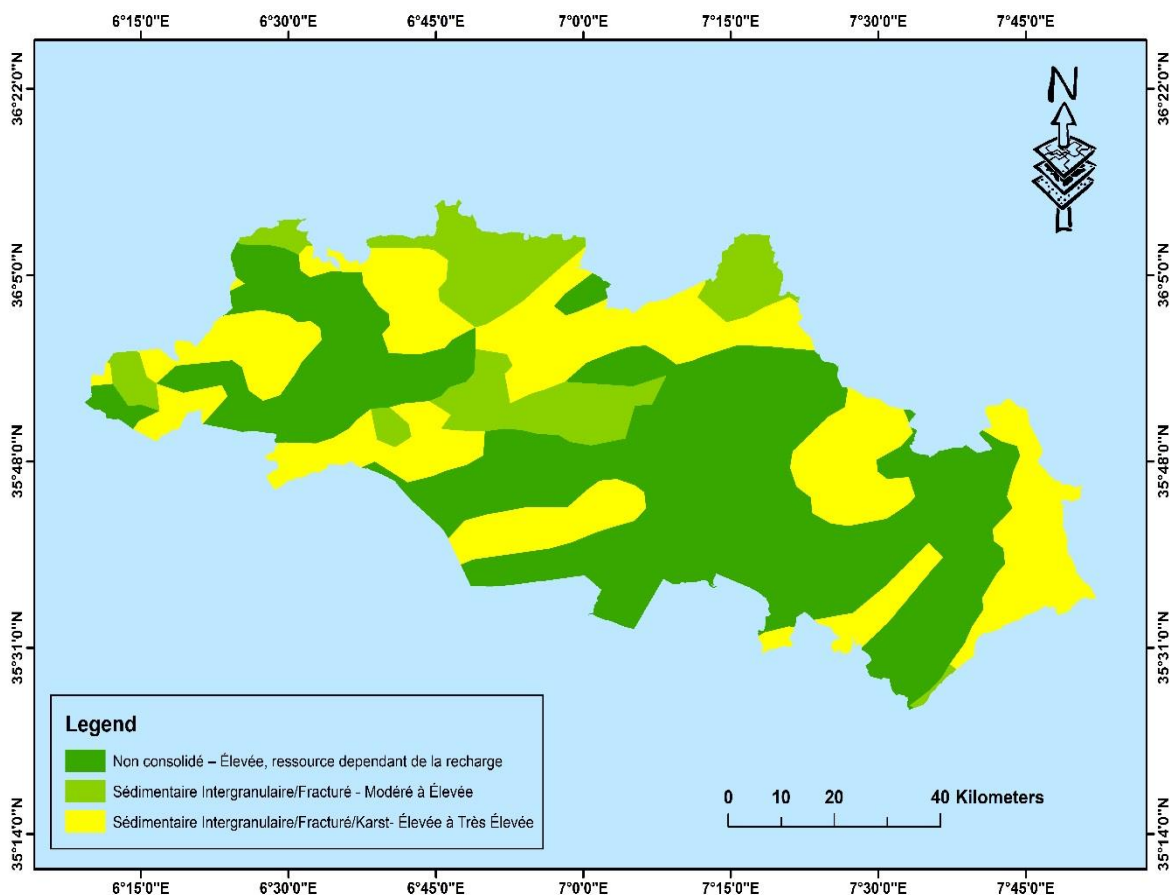 6°15'0"E 6°30'0"E 6°45'0"E 7°0'0"E 7°15'0"E 7°30'0"E 7°45'0"E
36°22'0"N 36°22'0"N
N
36°5'0"N 36°5'0"N
35°48'0"N 35°48'0"N
35°31'0"N 35°31'0"N
Legend
Non consolidé – Élevée, ressource dependant de la recharge
Sédimentaire Intergranulaire/Fracturé - Modéré à Élevée
Sédimentaire Intergranulaire/Fracturé/Karst- Élevée à Très Élevée
0 10 20 40 Kilometers
35°14'0"N 35°14'0"N
6°15'0"E 6°30'0"E 6°45'0"E 7°0'0"E 7°15'0"E 7°30'0"E 7°45'0"E